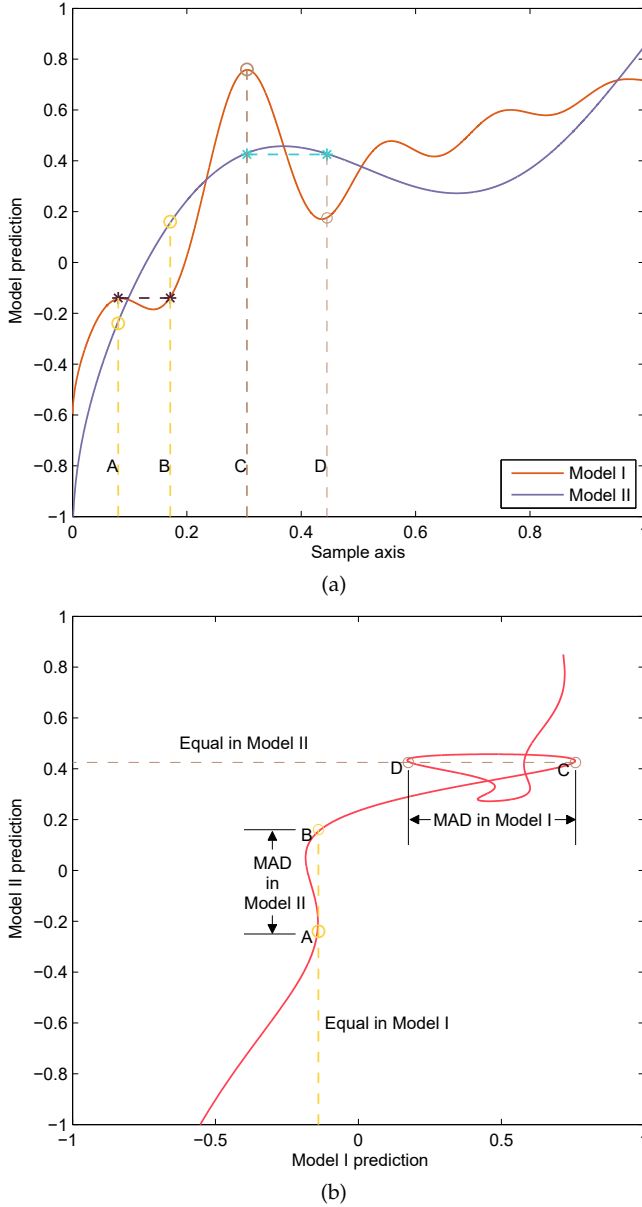 1
0.8
0.6
0.4
0.2
0
−0.2
−0.4
−0.6
−0.8
−1
Model prediction
A
B
C
D
Model I
Model II
0
0.2
0.4
0.6
0.8
1
Sample axis
(a)
1
0.8
0.6
0.4
0.2
0
−0.2
−0.4
−0.6
−0.8
−1
Model II prediction
Equal in Model II
D
C
MAD in Model I
B
MAD
in
Model II
A
Equal in Model I
−1
−0.5
0
0.5
1
Model I prediction
(b)